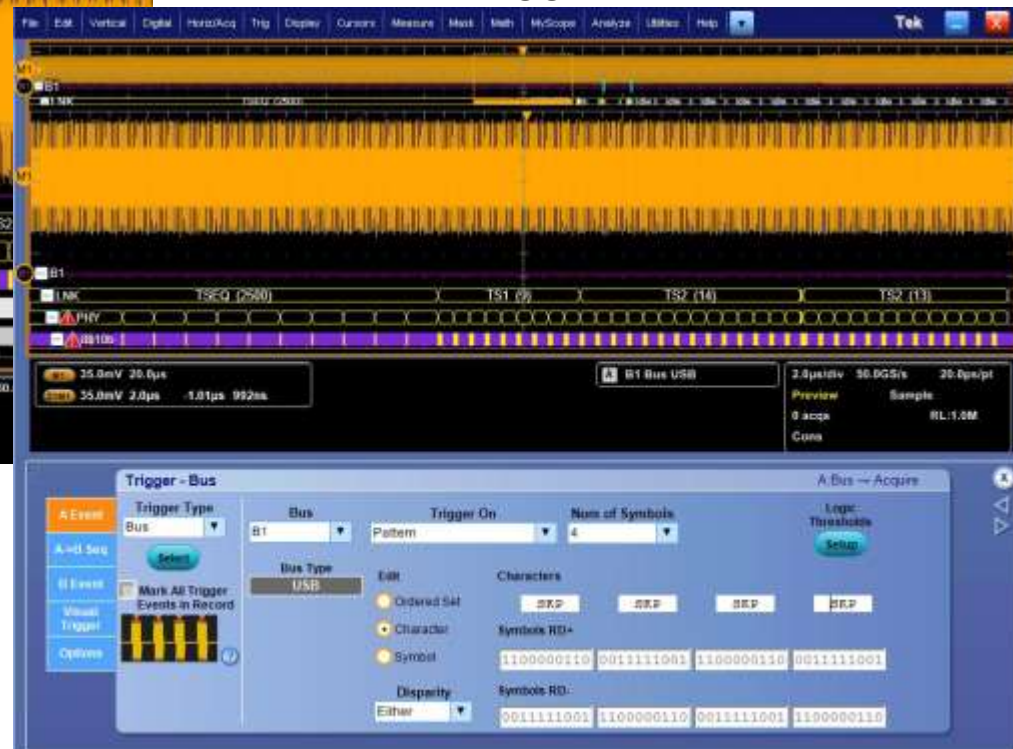 File Edit Vertical Digital Horiz/Acq Trig Display Cursors Measure Mask Math MyScope Analyze Utilities Help Tek
B1
TSEQ (2500)
B1
LNK TSEQ (2500) TS1 (9) TS2 (14) TS2 (13)
PHY
8B10b
35.0mV 20.0µs
35.0mV 2.0µs -1.01µs 992ns
A B1 Bus USB
2.0µs/div 50.0GS/s 20.0ps/pt
Preview Sample
0 acqs RL:1.0M
Cons
Trigger - Bus A Bus → Acquire
A Event
A->B Seq
B Event
Visual Trigger
Options
Trigger Type
Bus
Select
Mark All Trigger
Events in Record
Bus
B1
Bus Type
USB
Trigger On
Pattern
Num of Symbols
4
Logic
Thresholds
Setup
Edit
Ordered Set
Character
Symbol
Disparity
Either
Characters
SKP SKP SKP SKP
Symbols RD+
1100000110 0011111001 1100000110 0011111001
Symbols RD-
0011111001 1100000110 0011111001 1100000110